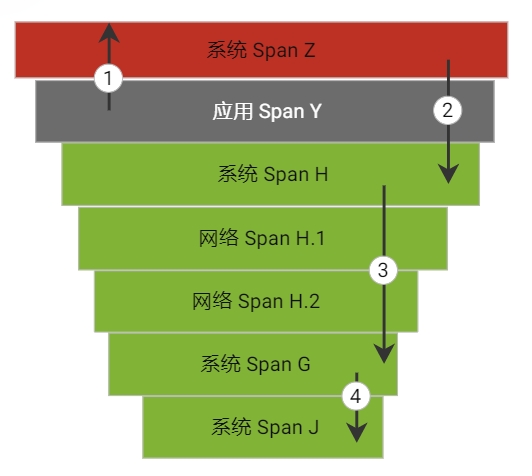 系统 Span Z
1
应用 Span Y
2
系统 Span H
网络 Span H.1
3
网络 Span H.2
系统 Span G
4
系统 Span J